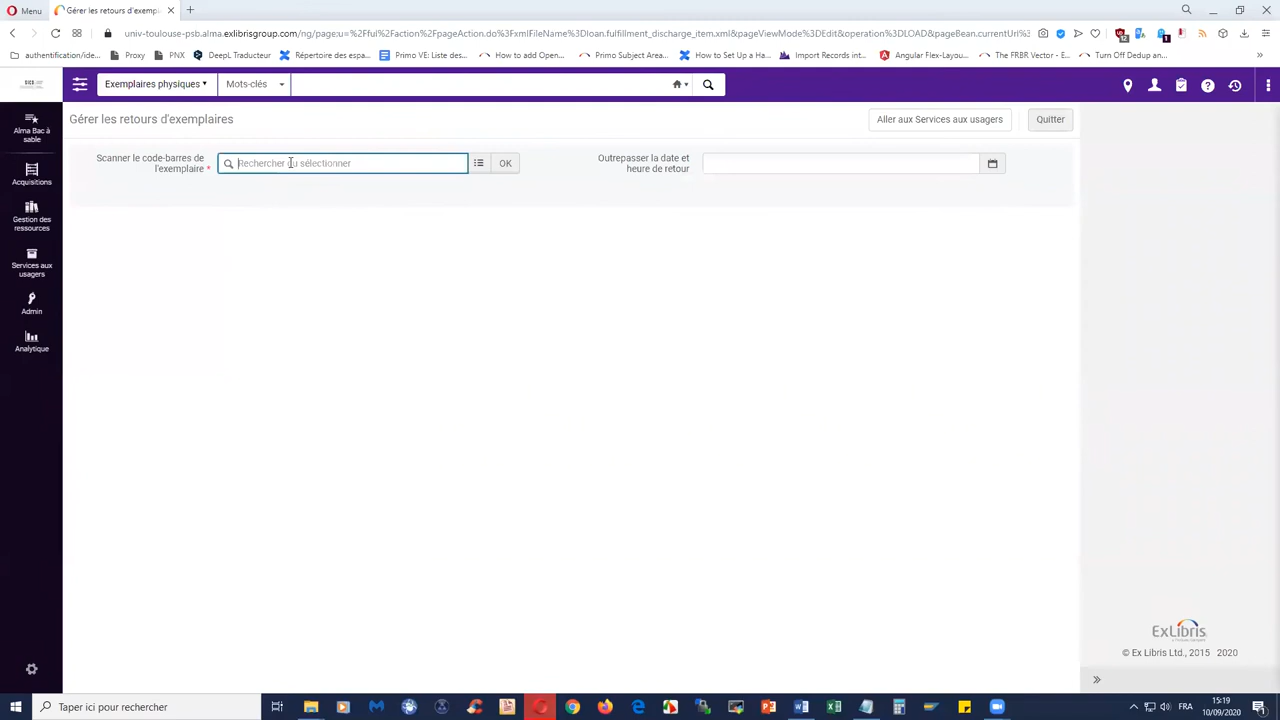 Menu
Gérer les retours d'exempl
univ-toulouse-psb.alma.exlibrisgroup.com/ng/page;u=%2Fful%2Faction%2FpageAction.do%3FxmlFileName%3Dloan.fulfillment_discharge_item.xml&pageViewMode%3DEdit&operation%3DLOAD&pageBean.currentUrl%3
authentification/...
Proxy
PNX
DeepL Traducteur
Répertoire des espa...
Primo VEi Liste des...
How to add Open...
Primo Subject Area...
How to Set Up a Ha...
Import Records int...
Angular Flex-Layou...
The FRBR Vector – E...
Turn Off Dedup an...
Exemplaires physiques
Mots-clés
Gérer les retours d'exemplaires
Aller aux Services aux usagers
Quitter
Alma Bac à
sable
Scanner le code-barres de
l'exemplaire *
Rechercher ou sélectionner
OK
Outrepasser la date et
heure de retour
Acquisitions
Gestion des
ressources
Services aux
usagers
Admin
Analytique
ExLibris
© Ex Libris Ltd., 2015 2020
Taper ici pour rechercher
FRA
15:19
10/09/2020